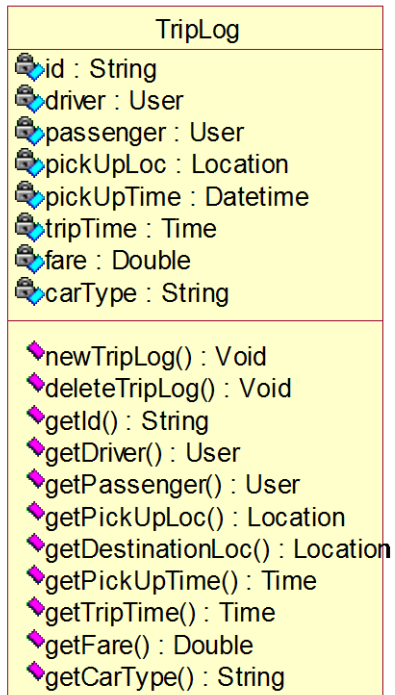 TripLog
id : String
driver : User
passenger : User
pickUpLoc : Location
pickUpTime : Datetime
tripTime : Time
fare : Double
carType : String
newTripLog() : Void
deleteTripLog() : Void
getId() : String
getDriver() : User
getPassenger() : User
getPickUpLoc() : Location
getDestinationLoc() : Location
getPickUpTime() : Time
getTripTime() : Time
getFare() : Double
getCarType() : String